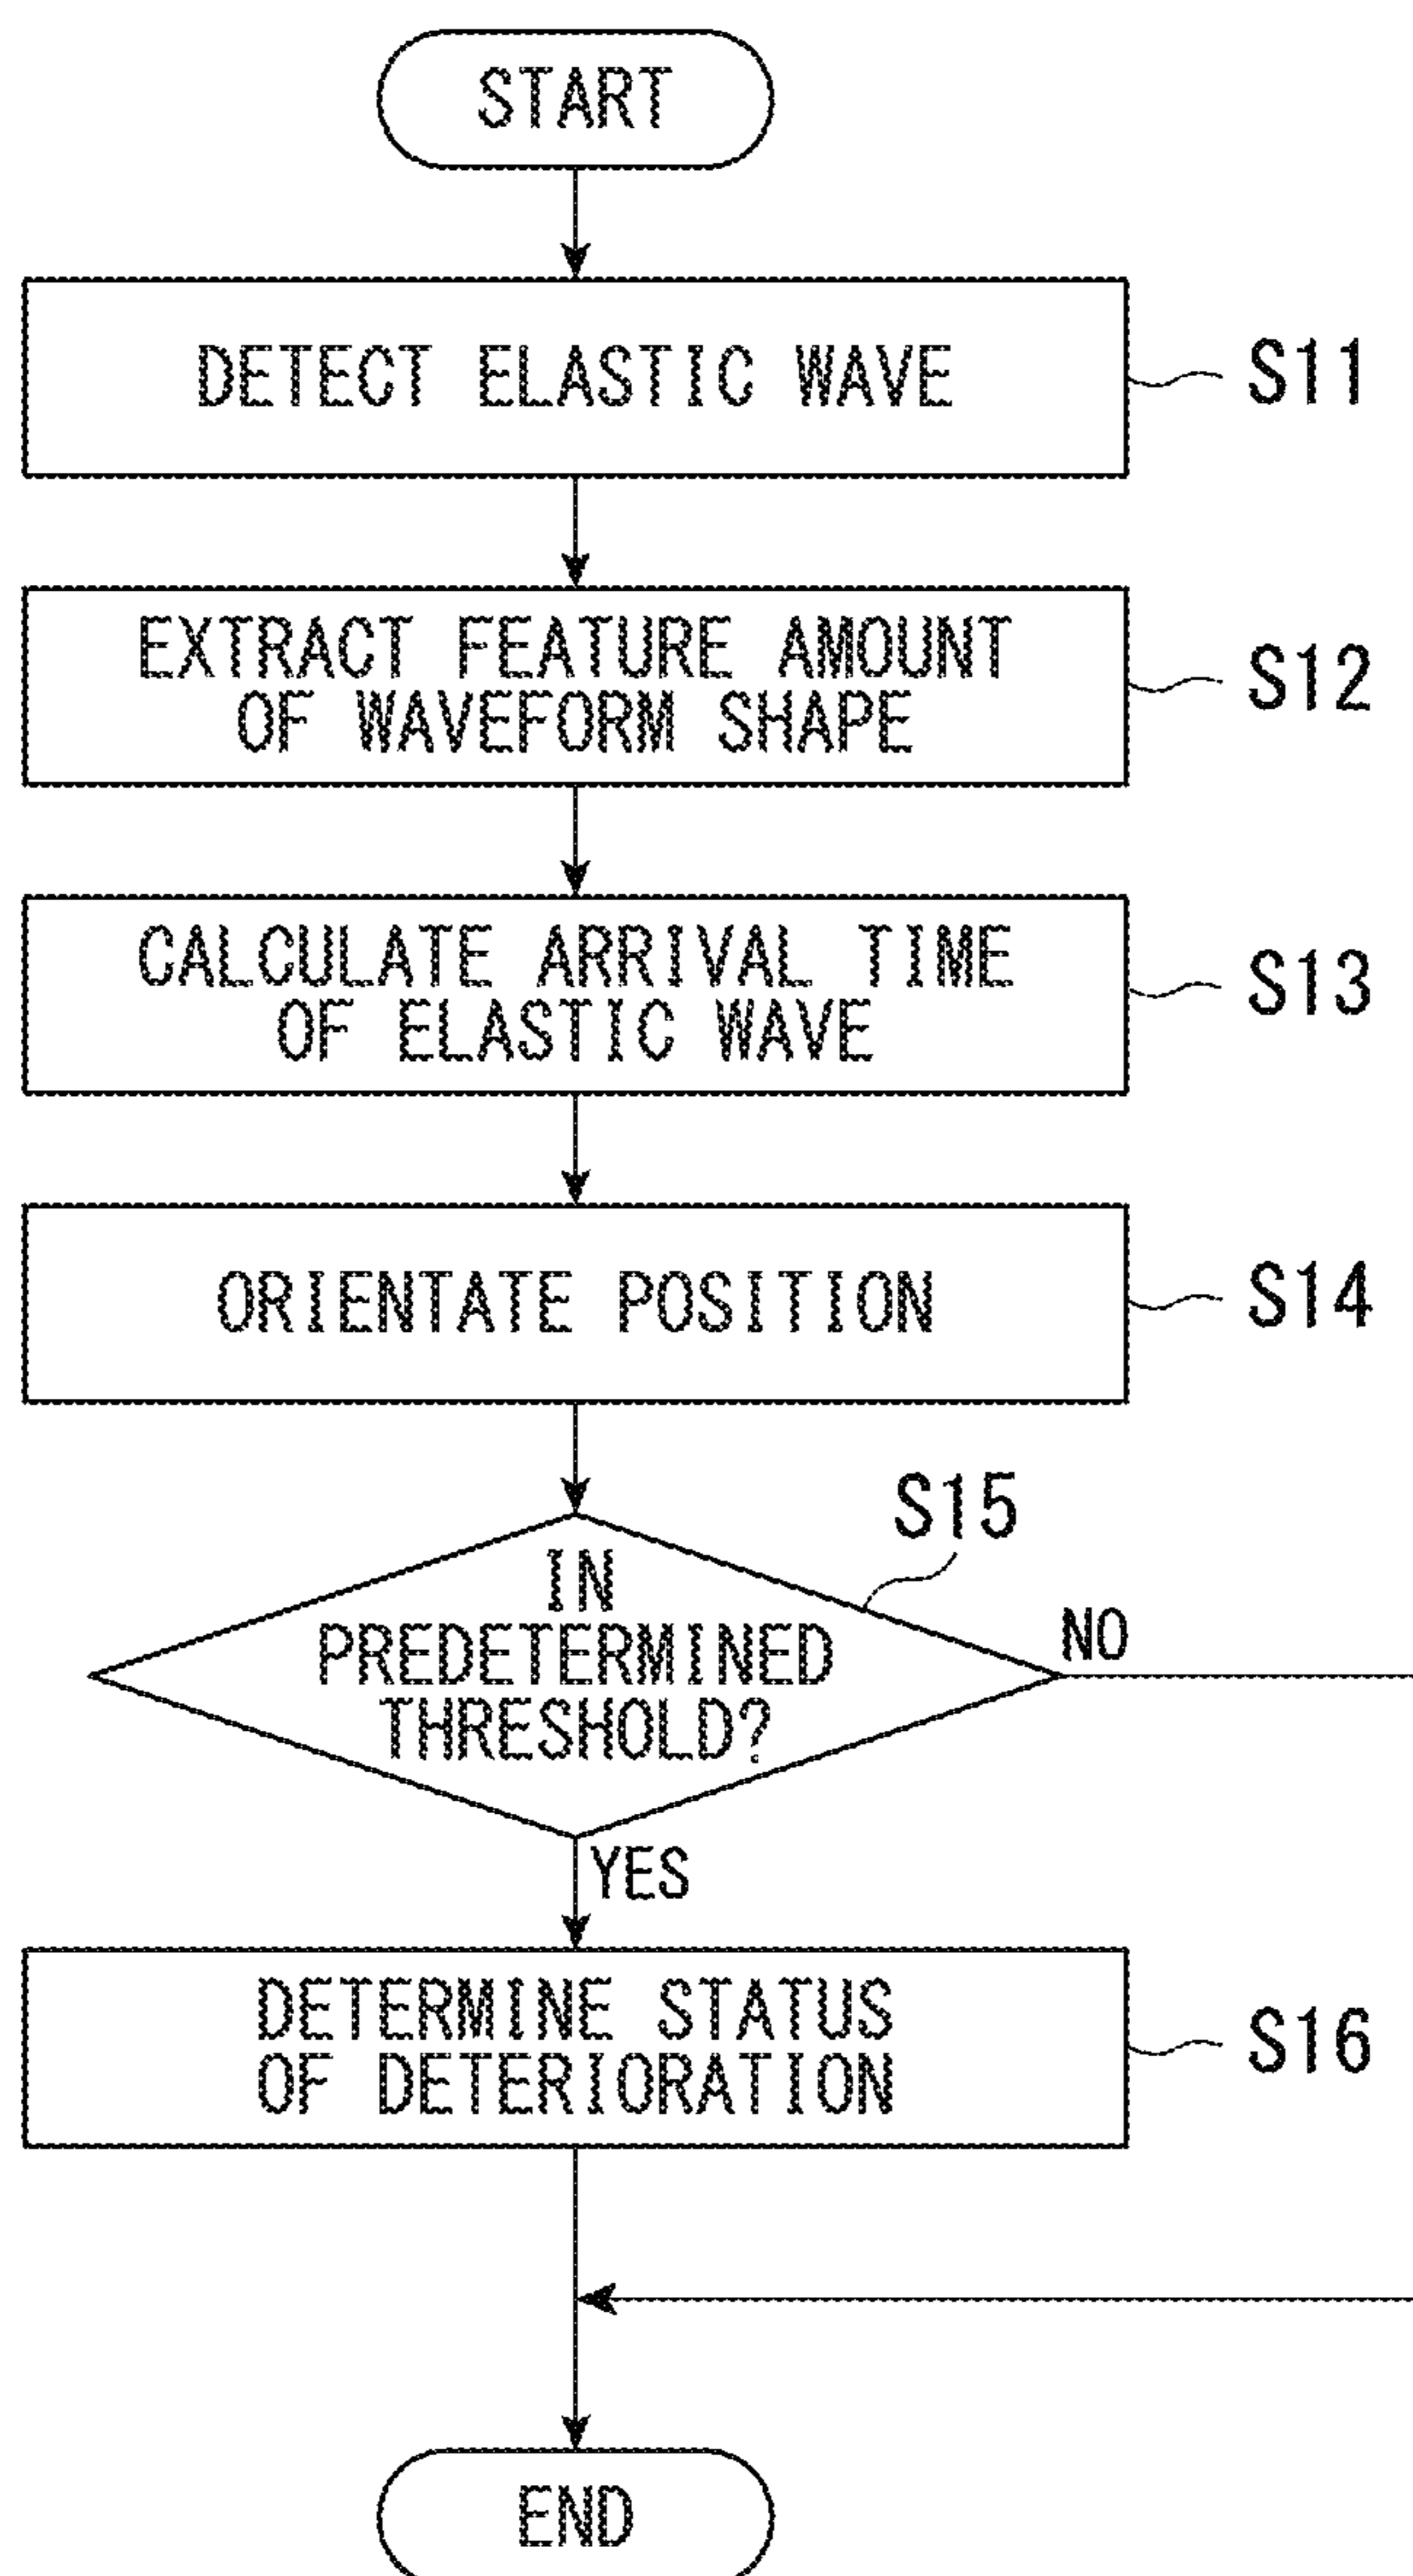 START
DETECT ELASTIC WAVE
S11
EXTRACT FEATURE AMOUNT
OF WAVEFORM SHAPE
S12
CALCULATE ARRIVAL TIME
OF ELASTIC WAVE
S13
ORIENTATE POSITION
S14
S15
IN
PREDETERMINED
THRESHOLD?
NO
YES
DETERMINE STATUS
OF DETERIORATION
S16
END